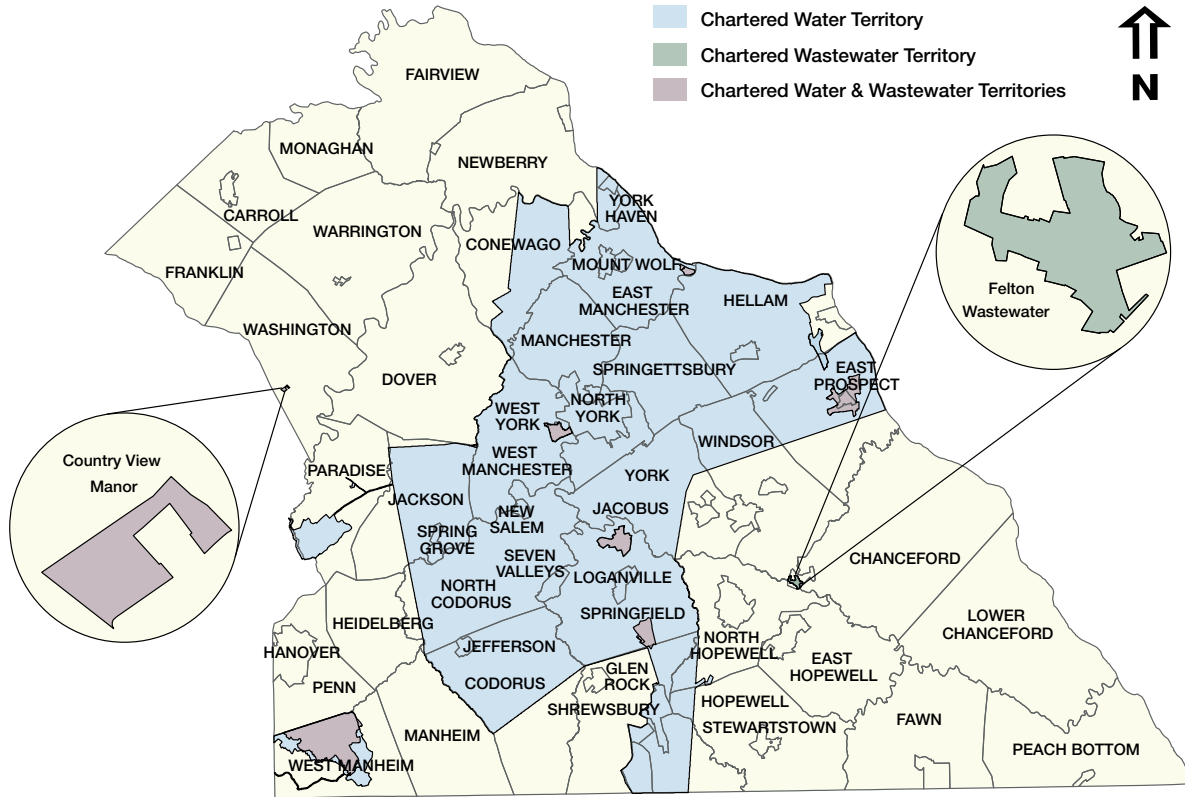 Chartered Water Territory
Chartered Wastewater Territory
Chartered Water & Wastewater Territories
N
FAIRVIEW
MONAGHAN
NEWBERRY
YORK
HAVEN
CARROLL
WARRINGTON
CONEWAGO
FRANKLIN
MOUNT WOLF
EAST
MANCHESTER
HELLAM
Felton
Wastewater
WASHINGTON
MANCHESTER
SPRINGETTSBURY
DOVER
EAST
PROSPECT
WEST
YORK
NORTH
YORK
WINDSOR
Country View
Manor
PARADISE
WEST
MANCHESTER
YORK
JACKSON
NEW
SALEM
JACOBUS
SPRING
GROVE
SEVEN
VALLEYS
CHANCEFORD
LOGANVILLE
NORTH
CODORUS
SPRINGFIELD
LOWER
CHANCEFORD
HEIDELBERG
HANOVER
JEFFERSON
NORTH
HOPEWELL
EAST
HOPEWELL
PENN
CODORUS
GLEN
ROCK
SHREWSBURY
HOPEWELL
STEWARTSTOWN
FAWN
MANHEIM
PEACH BOTTOM
WEST MANHEIM